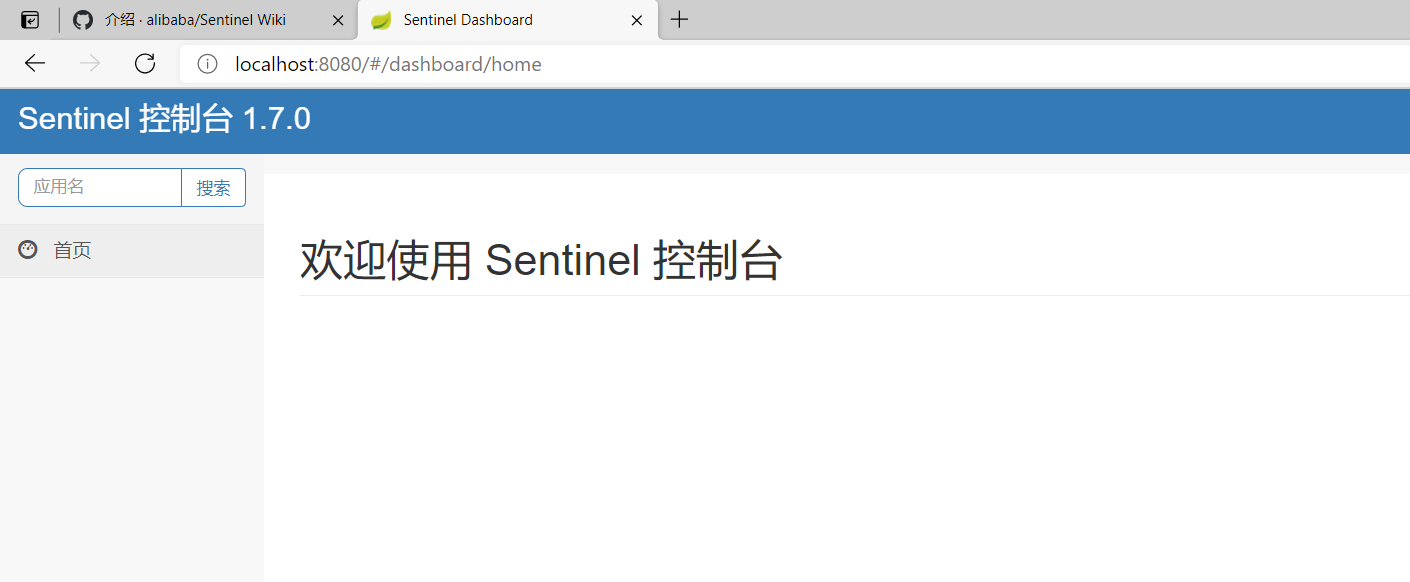 介绍 · alibaba/Sentinel Wiki
Sentinel Dashboard
localhost:8080/#/dashboard/home
Sentinel 控制台 1.7.0
应用名
搜索
首页
欢迎使用 Sentinel 控制台